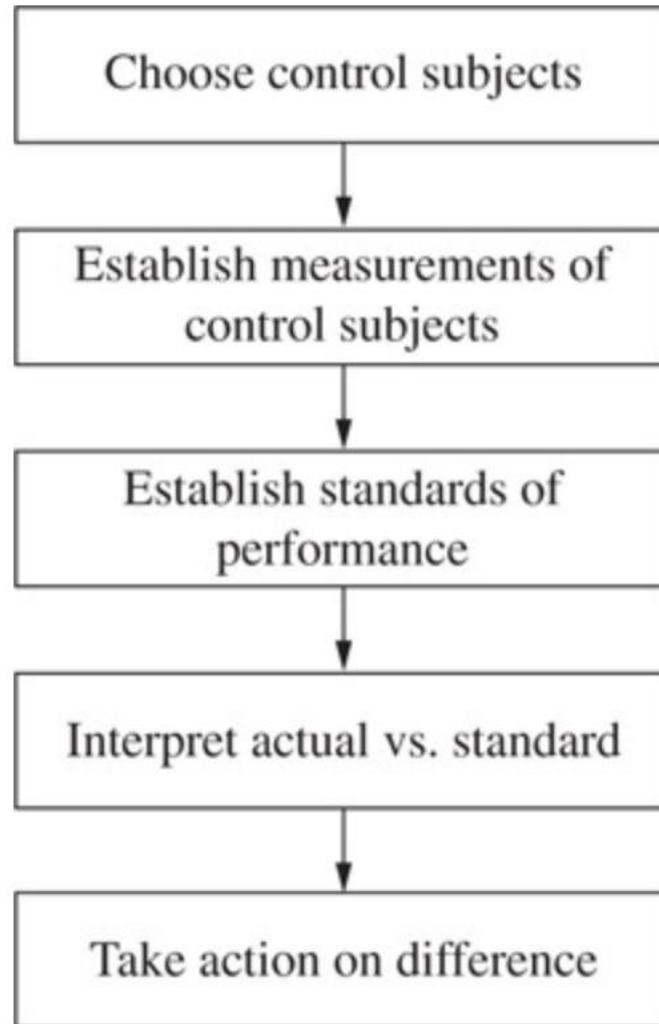 Choose control subjects
Establish measurements of
control subjects
Establish standards of
performance
Interpret actual vs. standard
Take action on difference